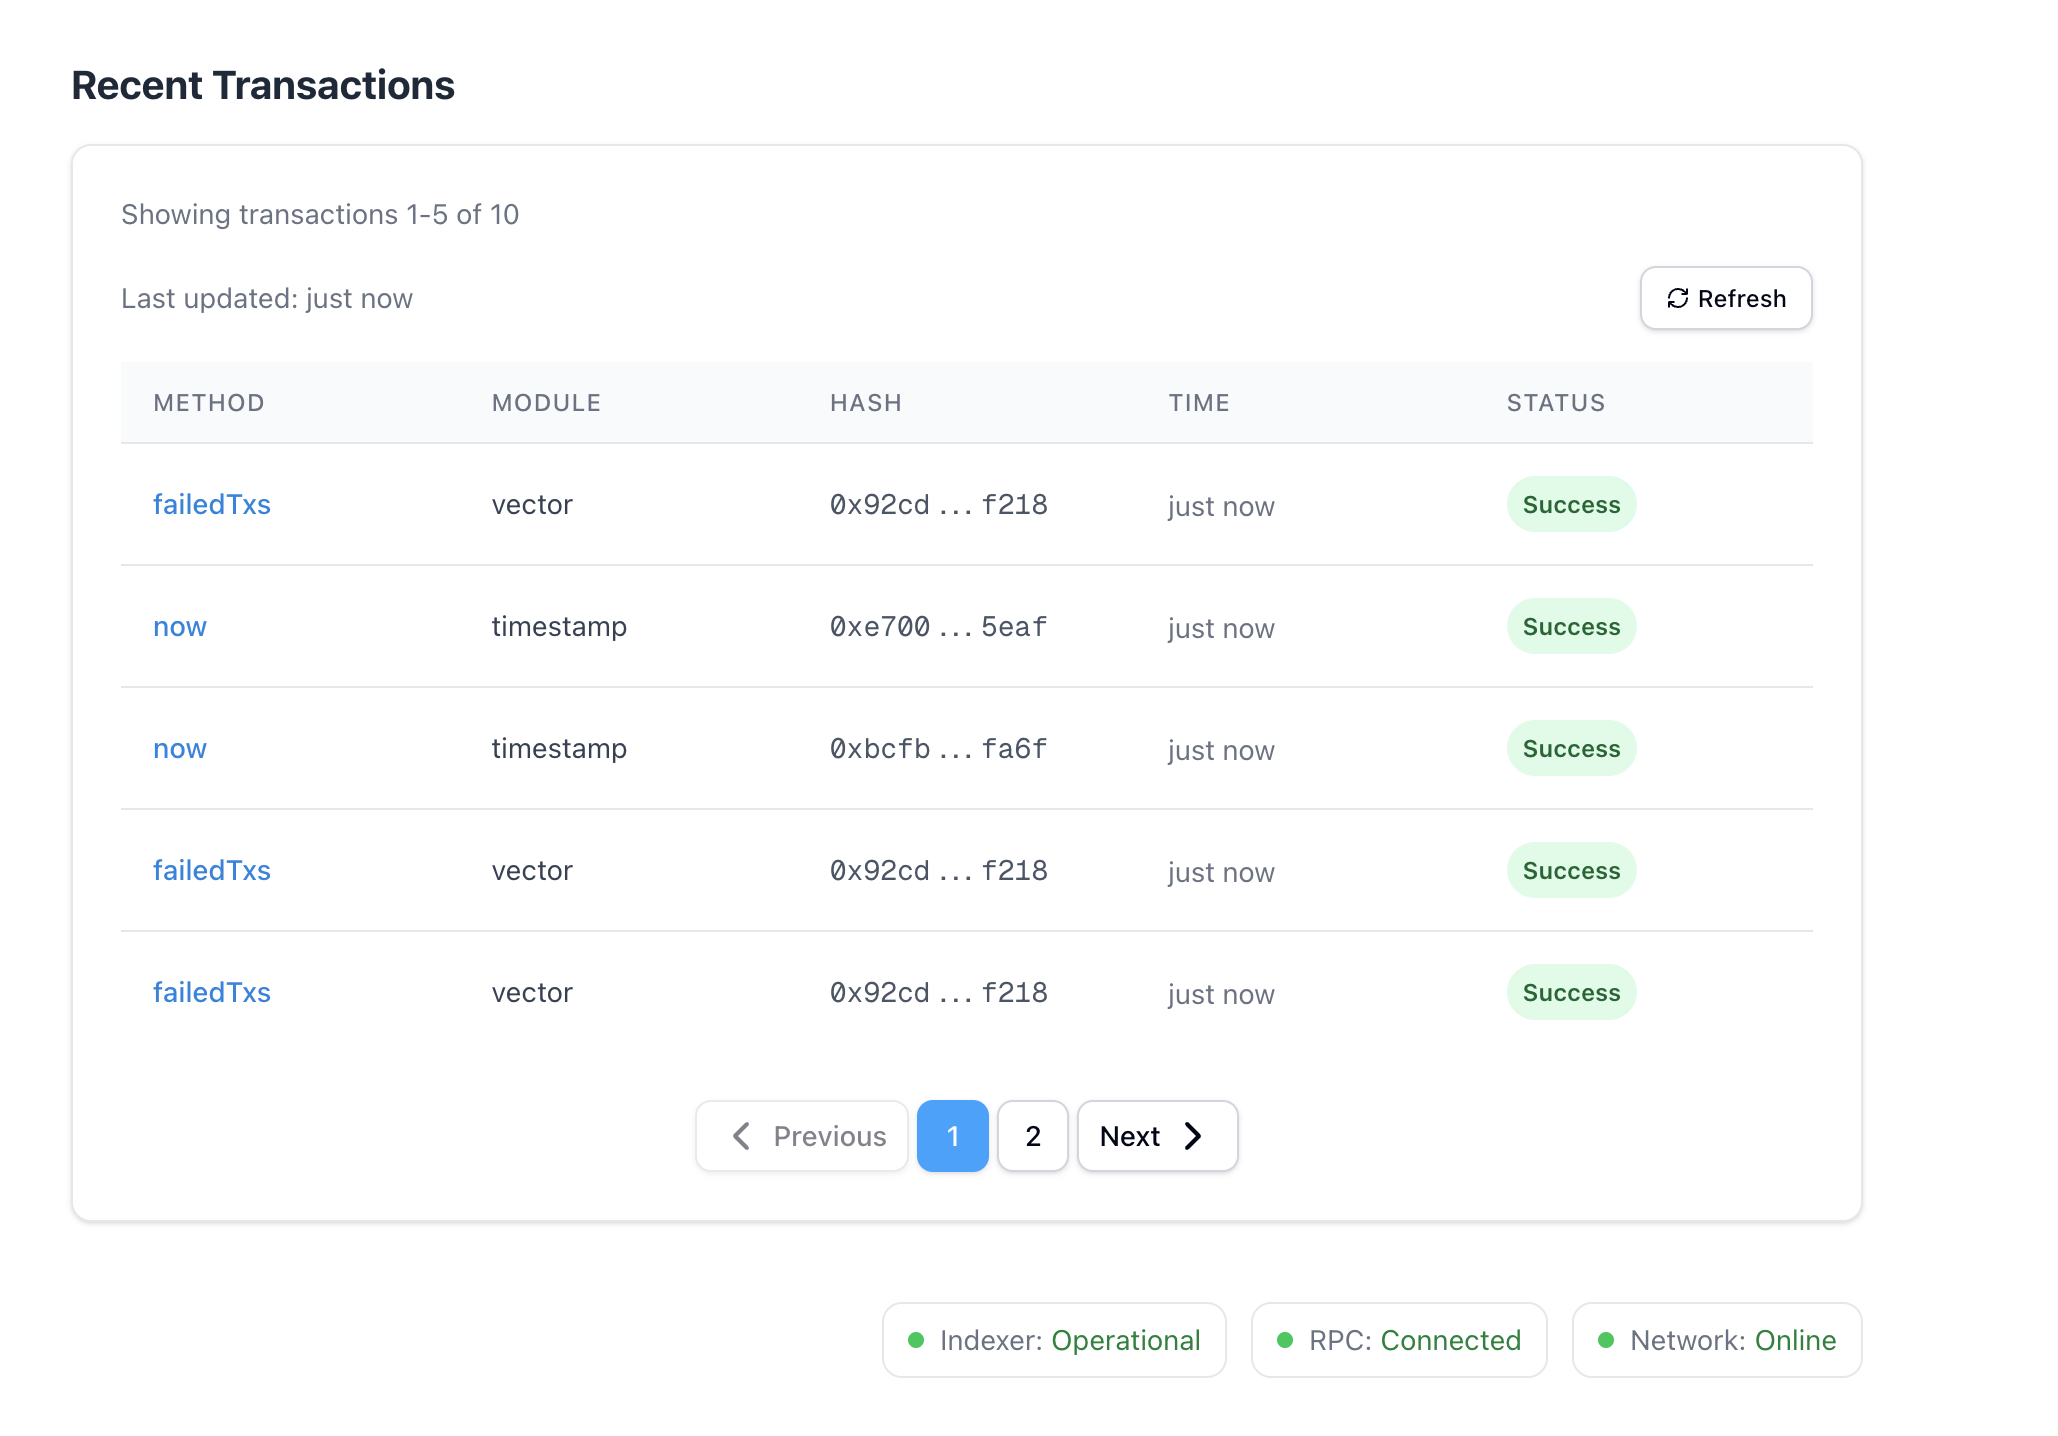 Recent Transactions
Showing transactions 1-5 of 10
Last updated: just now
Refresh
METHOD MODULE HASH TIME STATUS
failedTxs vector 0x92cd...f218 just now Success
now timestamp 0xe700...5eaf just now Success
now timestamp 0xbcfb...fa6f just now Success
failedTxs vector 0x92cd...f218 just now Success
failedTxs vector 0x92cd...f218 just now Success
Previous 1 2 Next
Indexer: Operational RPC: Connected Network: Online